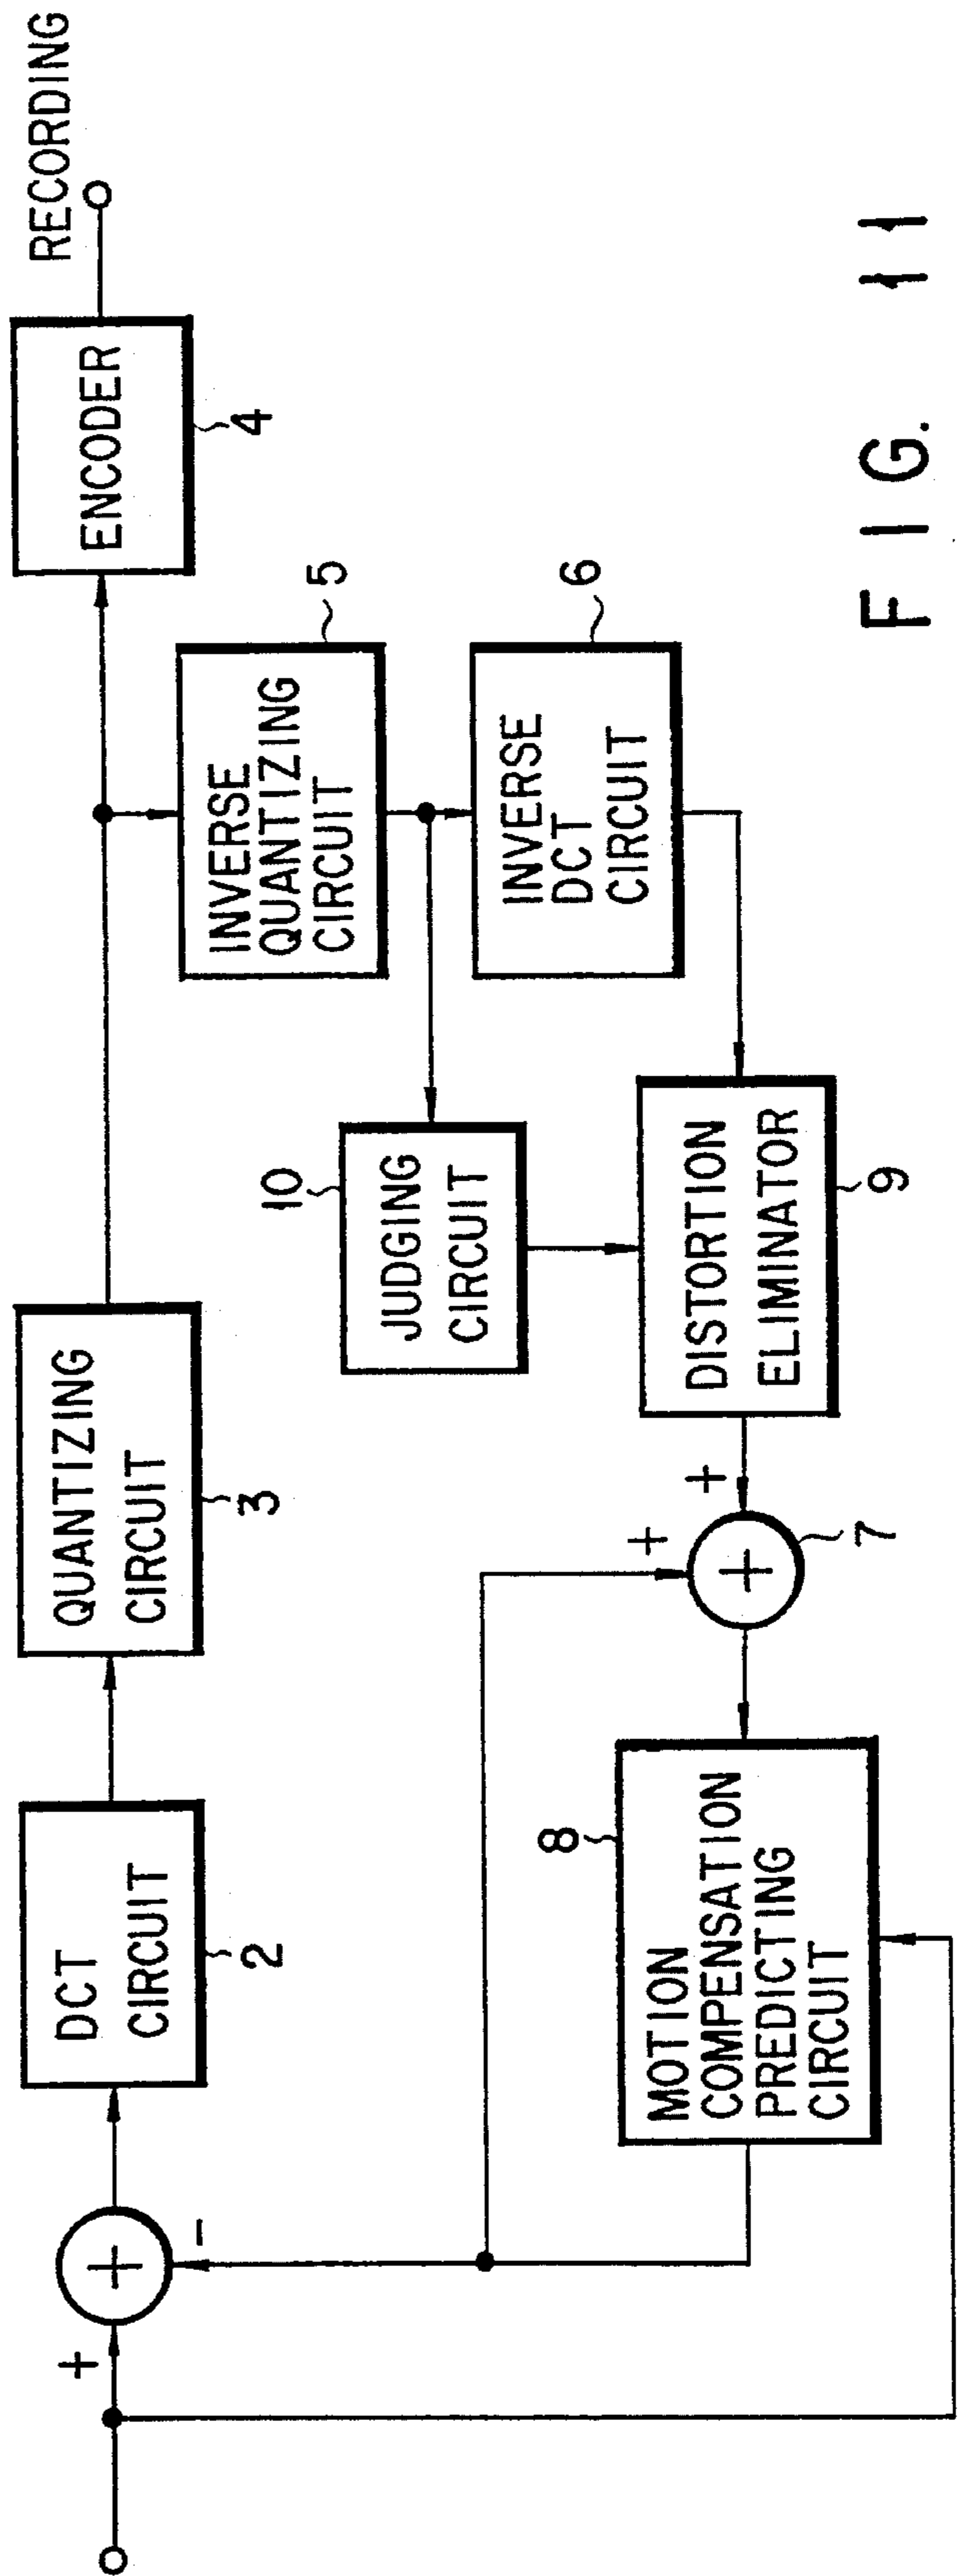 +
-
DCT
CIRCUIT
2
QUANTIZING
CIRCUIT
3
ENCODER
4
RECORDING
INVERSE
QUANTIZING
CIRCUIT
5
INVERSE
DCT
CIRCUIT
6
10
JUDGING
CIRCUIT
DISTORTION
ELIMINATOR
9
+
+
7
8
MOTION
COMPENSATION
PREDICTING
CIRCUIT
FIG. 11